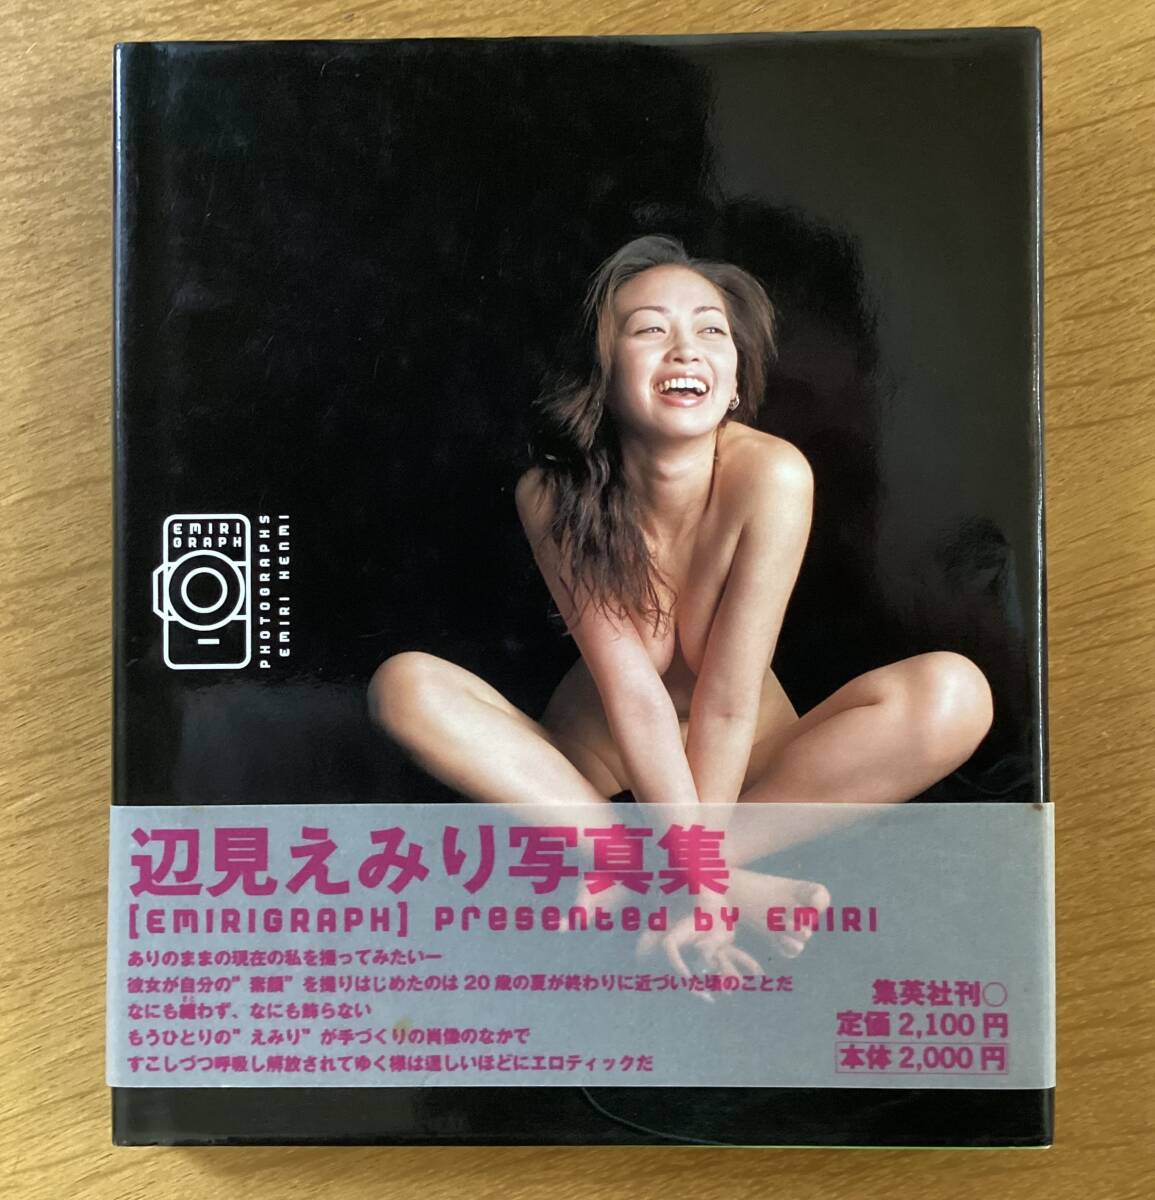 EMIRI
GRAPH
PHOTOGRAPHS
EMIRI HENMI
辺見えみり写真集
[EMIRIGRAPH] Presented by EMIRI
ありのままの現在の私を撮ってみたい―
彼女が自分の"素顔"を撮りはじめたのは20歳の夏が終わりに近づいた頃のことだ
なにも纏わず、なにも飾らない
もうひとりの"えみり"が手づくりの肖像のなかで
すこしづつ呼吸し解放されてゆく様は逞しいほどにエロティックだ
集英社刊○
定価2,100円
本体2,000円